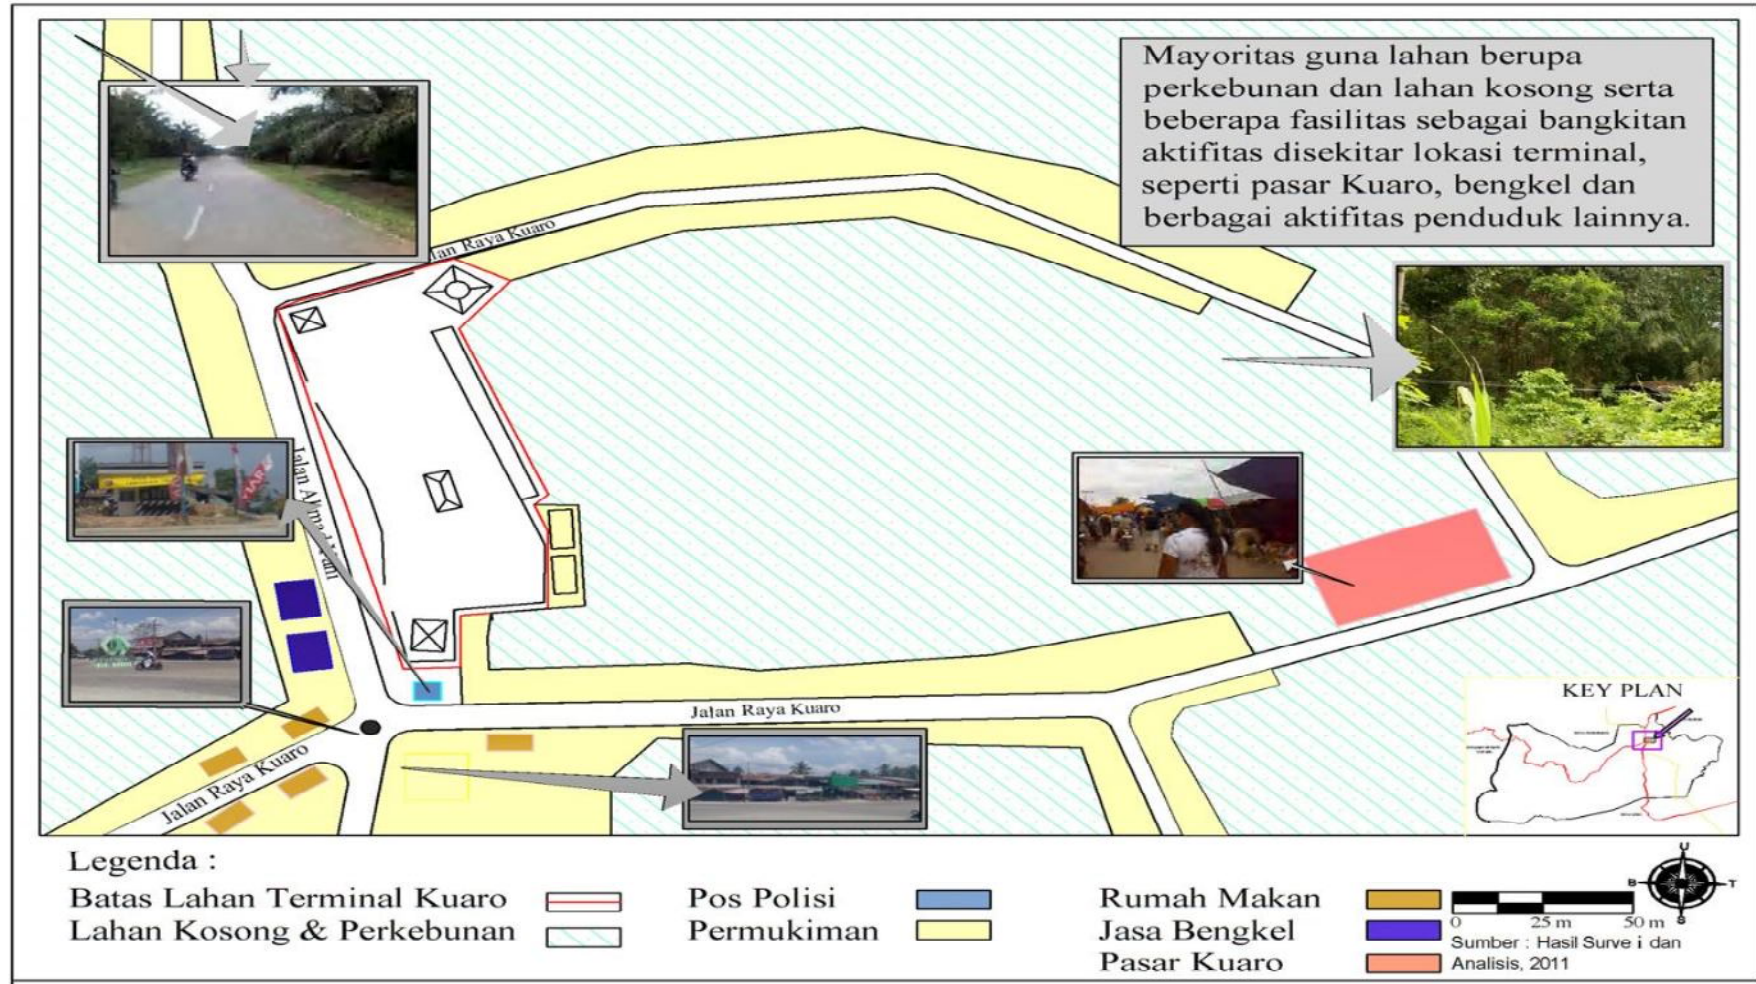 Mayoritas guna lahan berupa
perkebunan dan lahan kosong serta
beberapa fasilitas sebagai bangkitan
aktifitas disekitar lokasi terminal,
seperti pasar Kuaro, bengkel dan
berbagai aktifitas penduduk lainnya.
lan Raya Kuaro
Jalan
Jalan Raya Kuaro
Jalan Raya Kuaro
KEY PLAN
Legenda :
Batas Lahan Terminal Kuaro
Lahan Kosong & Perkebunan
Pos Polisi
Permukiman
Rumah Makan
Jasa Bengkel
Pasar Kuaro
U
B T
S
0 25 m 50 m
Sumber : Hasil Surve i dan
Analisis, 2011